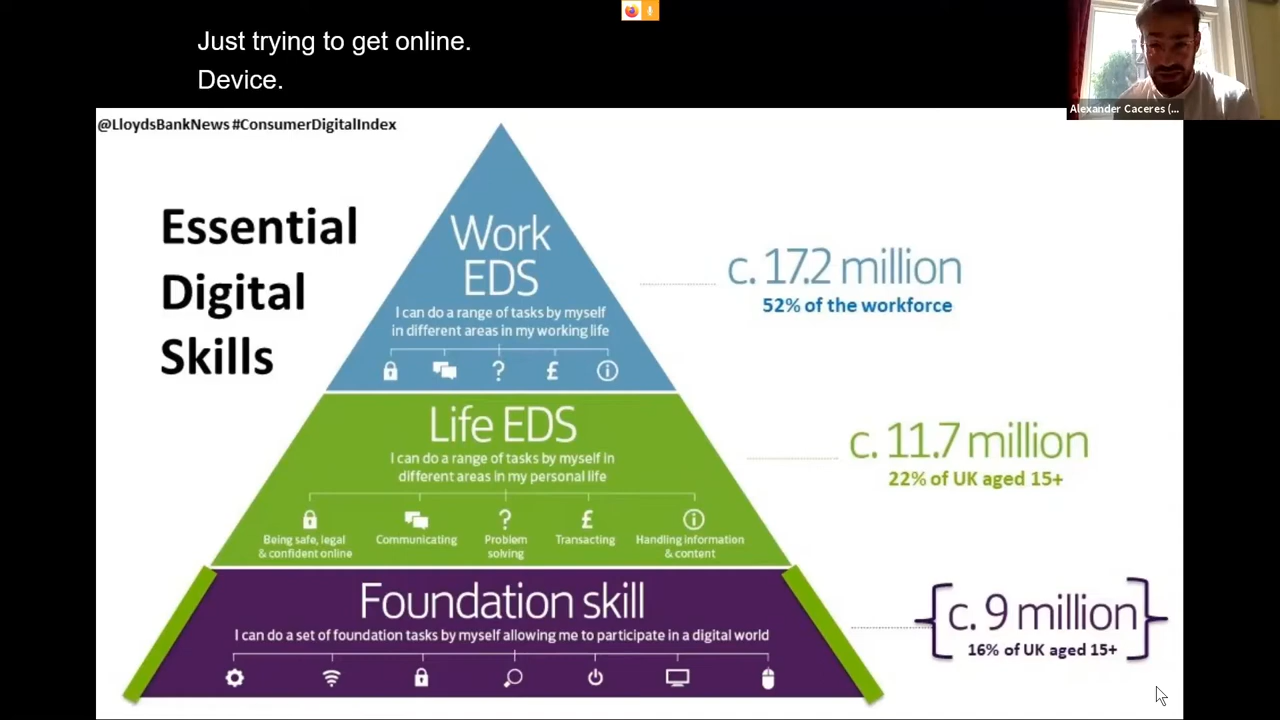 Just trying to get online.
Device.
Alexander Caceres (...
@LloydsBankNews #ConsumerDigitalIndex
Essential
Digital
Skills
Work
EDS
I can do a range of tasks by myself
in different areas in my working life
? £ i
c. 17.2 million
52% of the workforce
Life EDS
I can do a range of tasks by myself in
different areas in my personal life
? £ i
Being safe, legal
& confident online
Communicating
Problem
solving
Transacting
Handling information
& content
c. 11.7 million
22% of UK aged 15+
Foundation skill
I can do a set of foundation tasks by myself allowing me to participate in a digital world
{c. 9 million}
16% of UK aged 15+